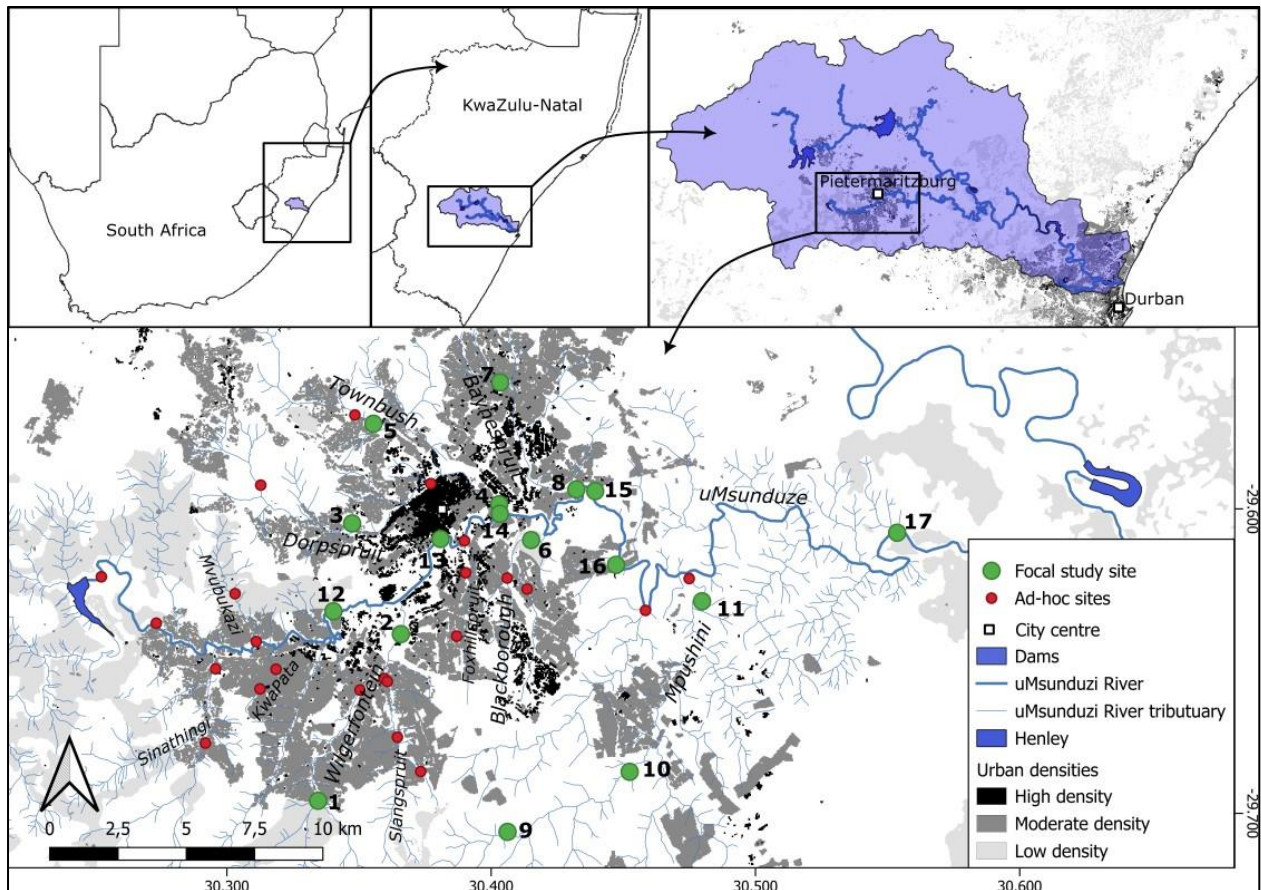 South Africa
KwaZulu-Natal
Pietermaritzburg
Durban
7
Townbush
Baynespruit
5
4
8
15
uMsunduze
3
Dorpspruit
13
14
6
17
16
Mvubukazi
12
2
11
Foxhillspruit
Blackborough
Mpushini
KwaPata
Wilgerfontein
Sinathingi
Slangspruit
10
1
9
0 2,5 5 7,5 10 km
-29.600
-29.700
30.300 30.400 30.500 30.600
Focal study site
Ad-hoc sites
City centre
Dams
uMsunduzi River
uMsunduzi River tributuary
Henley
Urban densities
High density
Moderate density
Low density